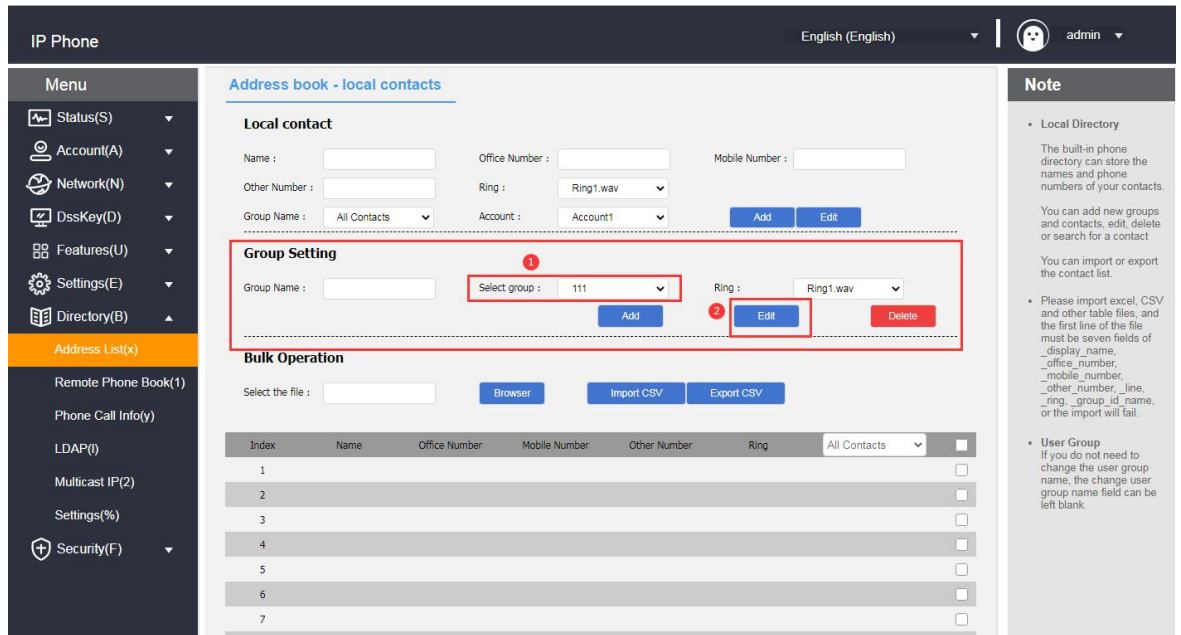 IP Phone
English (English)
admin
Menu
Status(S)
Account(A)
Network(N)
DssKey(D)
Features(U)
Settings(E)
Directory(B)
Address List(x)
Remote Phone Book(1)
Phone Call Info(y)
LDAP(I)
Multicast IP(2)
Settings(%)
Security(F)
Address book - local contacts
Local contact
Name :
Office Number :
Mobile Number :
Other Number :
Ring :
Ring1.wav
Group Name :
All Contacts
Account :
Account1
Add
Edit
Group Setting
1
Group Name :
Select group :
111
Ring :
Ring1.wav
Add
2
Edit
Delete
Bulk Operation
Select the file :
Browser
Import CSV
Export CSV
Index Name Office Number Mobile Number Other Number Ring All Contacts
1
2
3
4
5
6
7
Note
• Local Directory
The built-in phone
directory can store the
names and phone
numbers of your contacts.
You can add new groups
and contacts, edit, delete
or search for a contact
You can import or export
the contact list.
• Please import excel, CSV
and other table files, and
the first line of the file
must be seven fields of
_display_name,
_office_number,
_mobile_number,
_other_number, _line,
_ring, _group_id_name,
or the import will fail.
• User Group
If you do not need to
change the user group
name, the change user
group name field can be
left blank.